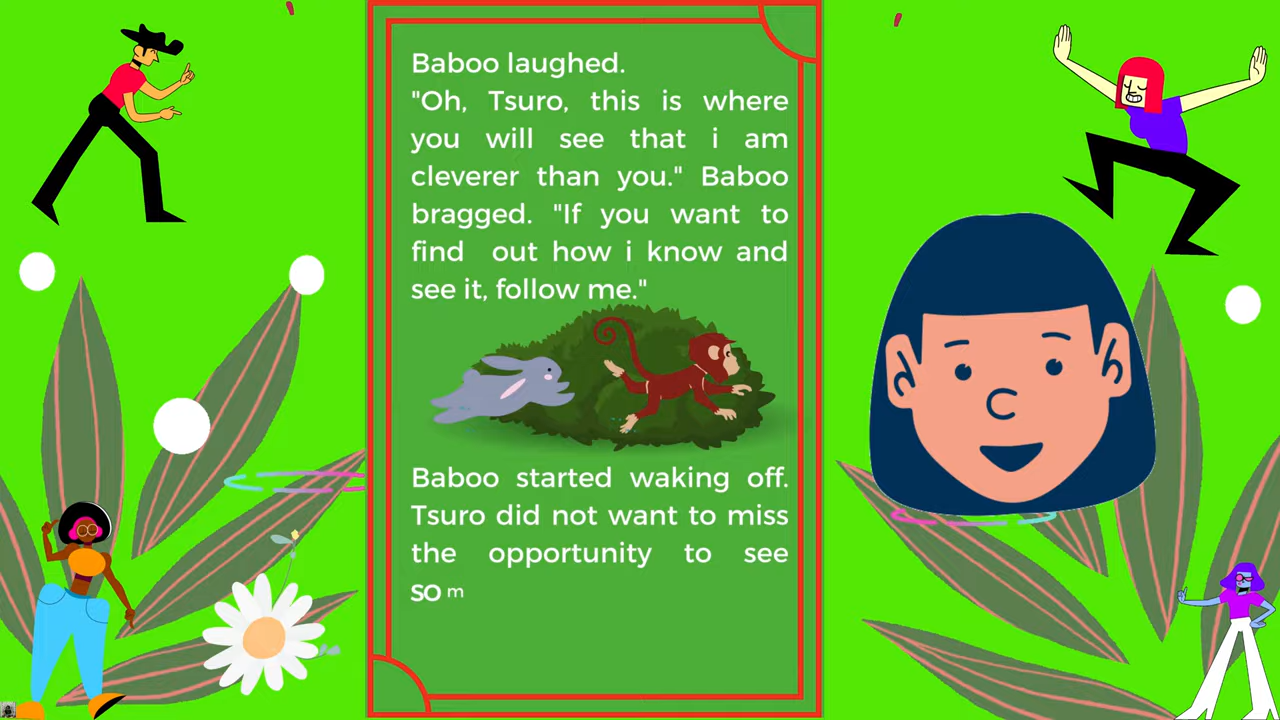 Baboo laughed.
"Oh, Tsuro, this is where
you will see that i am
cleverer than you." Baboo
bragged. "If you want to
find out how i know and
see it, follow me."
Baboo started waking off.
Tsuro did not want to miss
the opportunity to see
som